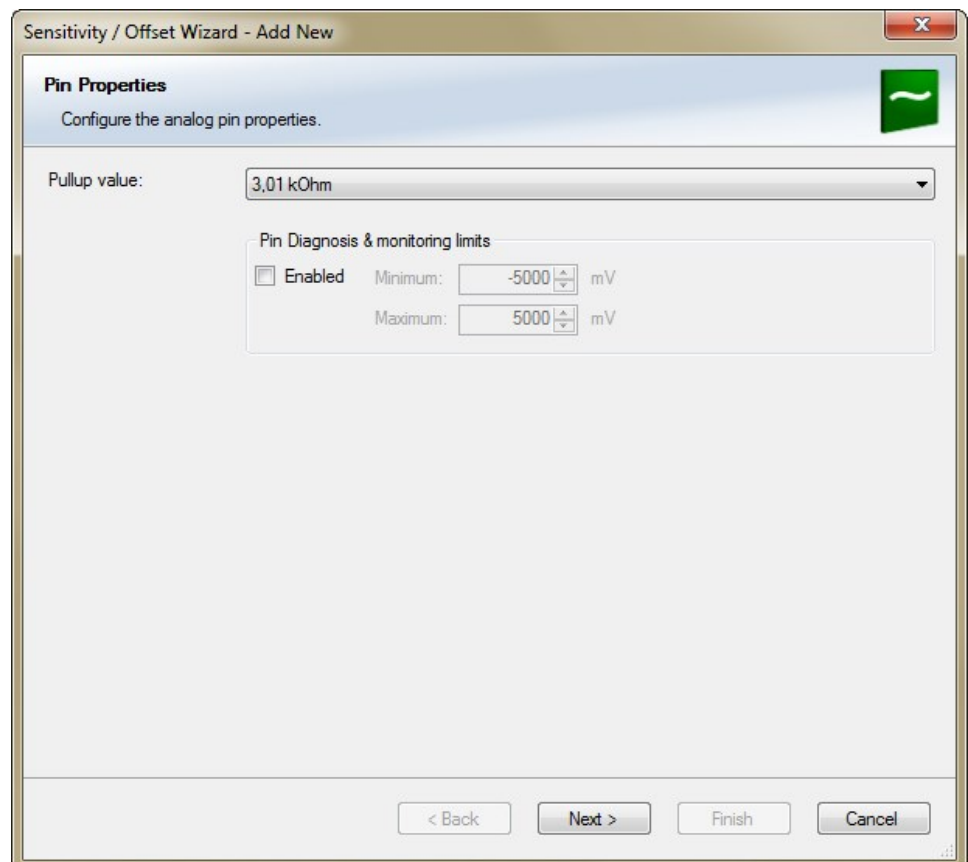 Sensitivity / Offset Wizard - Add New
Pin Properties
Configure the analog pin properties.
Pullup value: 3,01 kOhm
Pin Diagnosis & monitoring limits
Enabled Minimum: -5000 mV
Maximum: 5000 mV
< Back Next > Finish Cancel